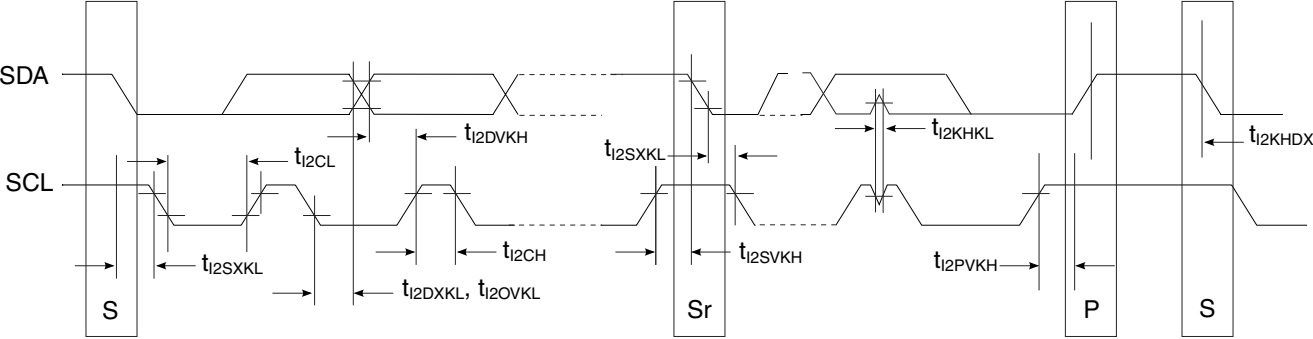 SDA
tI2DVKH
tI2CL
tI2SXKL
tI2KHKL
tI2KHDX
SCL
tI2SXKL
tI2CH
tI2SVKH
tI2PVKH
tI2DXKL, tI2OVKL
S
Sr
P
S